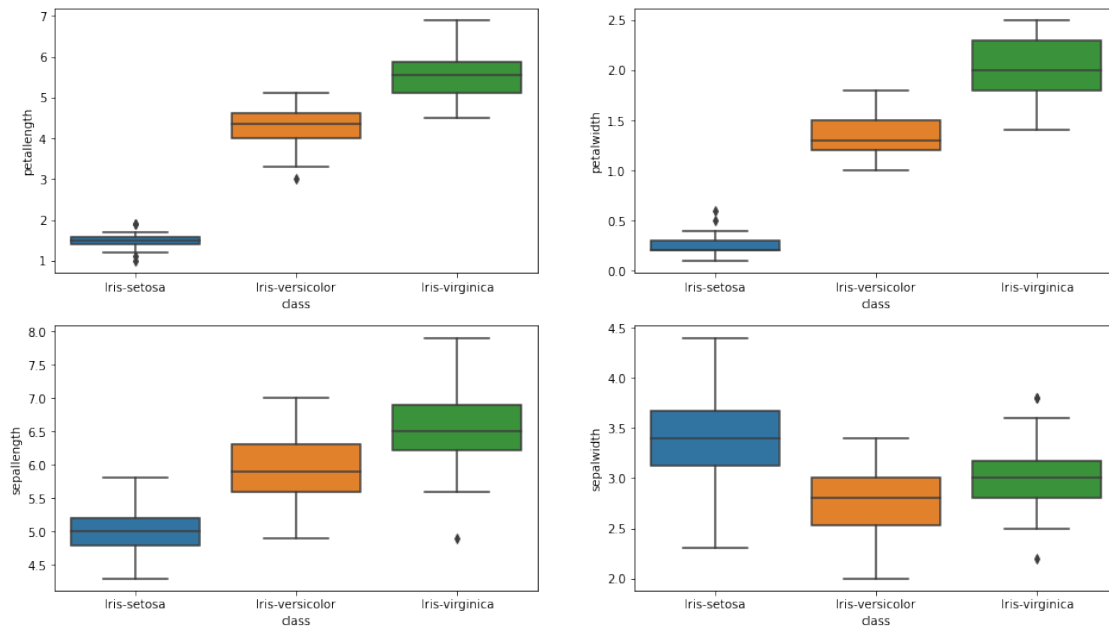 7
6
5
4
3
2
1
petallength
Iris-setosa Iris-versicolor Iris-virginica
class
2.5
2.0
1.5
1.0
0.5
0.0
petalwidth
Iris-setosa Iris-versicolor Iris-virginica
class
8.0
7.5
7.0
6.5
6.0
5.5
5.0
4.5
sepallength
Iris-setosa Iris-versicolor Iris-virginica
class
4.5
4.0
3.5
3.0
2.5
2.0
sepalwidth
Iris-setosa Iris-versicolor Iris-virginica
class